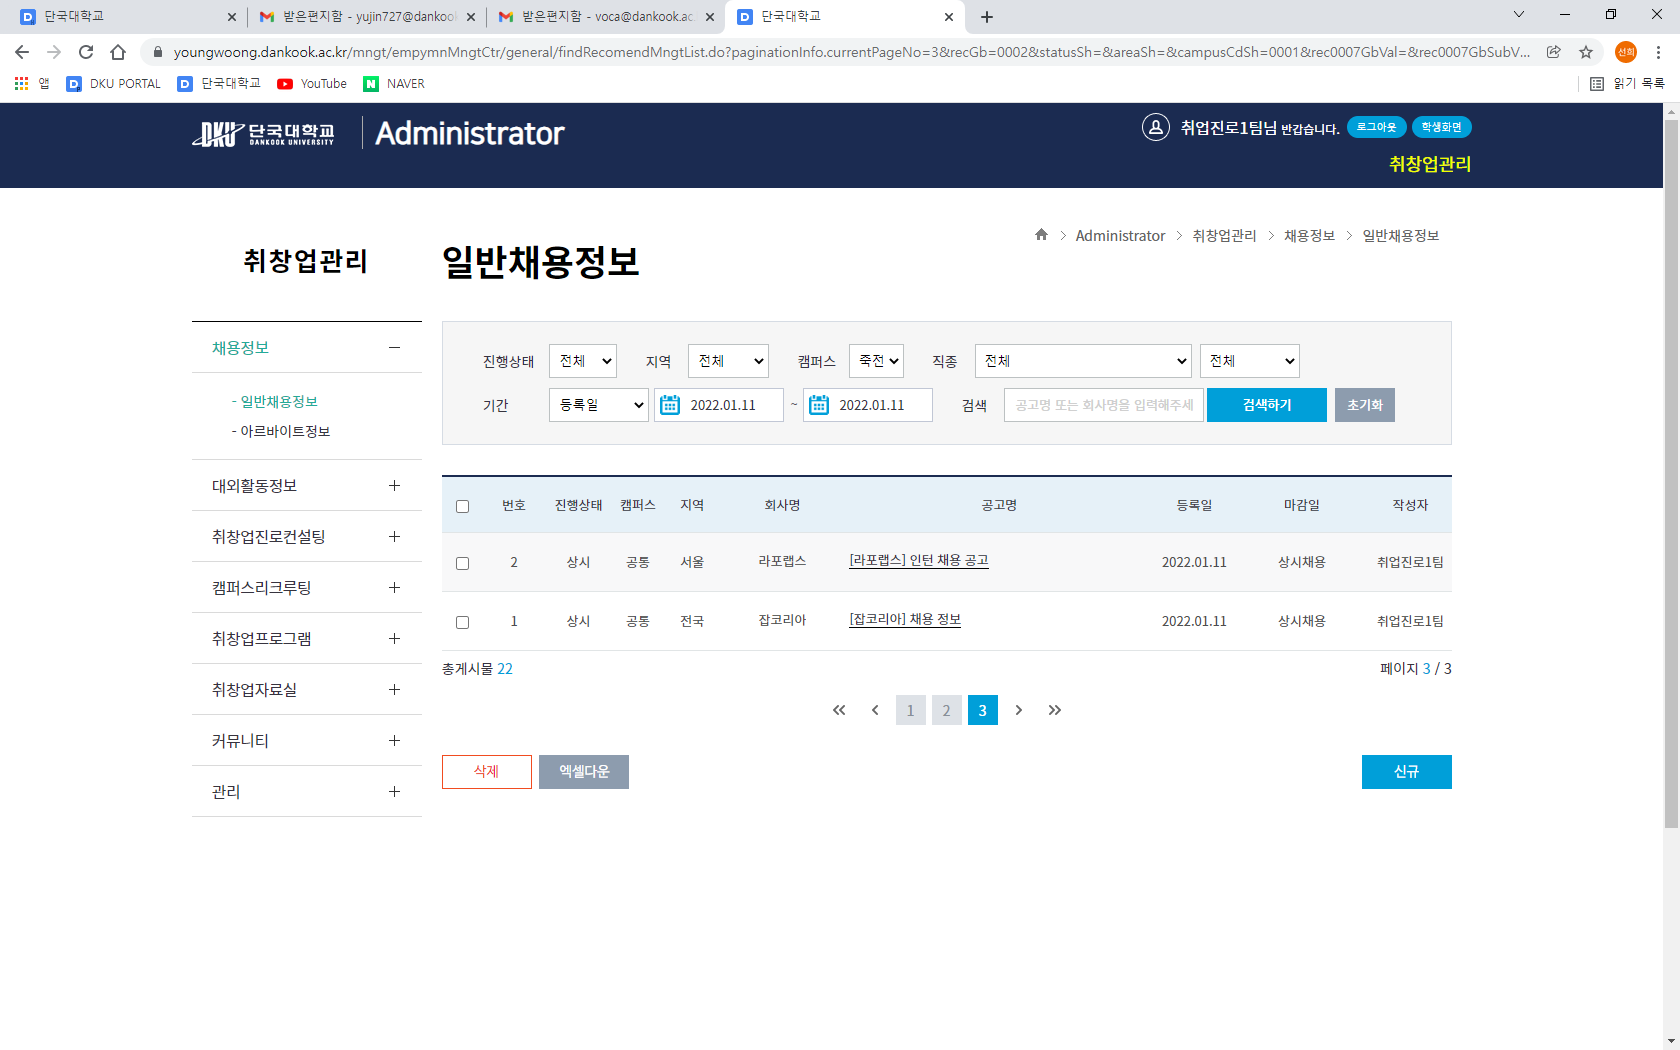 단국대학교
받은편지함 - yujin727@dankook
받은편지함 - voca@dankook.ac.
단국대학교
youngwoong.dankook.ac.kr/mngt/empymnMngtCtr/general/findRecomendMngtList.do?paginationInfo.currentPageNo=3&recGb=0002&statusSh=&areaSh=&campusCdSh=0001&rec0007GbVal=&rec0007GbSubV...
선희
앱 DKU PORTAL 단국대학교 YouTube NAVER 읽기 목록
DKU 단국대학교 DANKOOK UNIVERSITY Administrator
취업진로1팀님 반갑습니다. 로그아웃 학생화면
취창업관리
Administrator 취창업관리 채용정보 일반채용정보
취창업관리
일반채용정보
채용정보
- 일반채용정보
- 아르바이트정보
대외활동정보
취창업진로컨설팅
캠퍼스리크루팅
취창업프로그램
취창업자료실
커뮤니티
관리
진행상태 전체 지역 전체 캠퍼스 죽전 직종 전체 전체
기간 등록일 2022.01.11 ~ 2022.01.11 검색 공고명 또는 회사명을 입력해주세 검색하기 초기화
번호 진행상태 캠퍼스 지역 회사명 공고명 등록일 마감일 작성자
2 상시 공통 서울 라포랩스 [라포랩스] 인턴 채용 공고 2022.01.11 상시채용 취업진로1팀
1 상시 공통 전국 잡코리아 [잡코리아] 채용 정보 2022.01.11 상시채용 취업진로1팀
총게시물 22 페이지 3 / 3
1 2 3
삭제 엑셀다운 신규